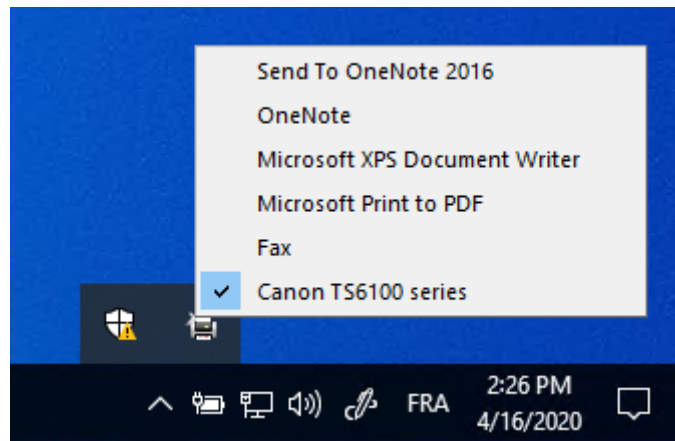 Send To OneNote 2016
OneNote
Microsoft XPS Document Writer
Microsoft Print to PDF
Fax
Canon TS6100 series
FRA
2:26 PM
4/16/2020